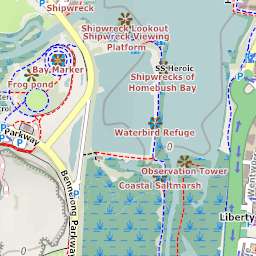 Shipwreck
Shipwreck Lookout
Shipwreck Viewing
Platform
SS Heroic
Shipwrecks of
Homebush Bay
Bay Marker
Frog pond
P
Parkway
P
P
Waterbird Refuge
Observation Tower
Coastal Saltmarsh
Bennelong Parkway
Liberty
P
Wentworth